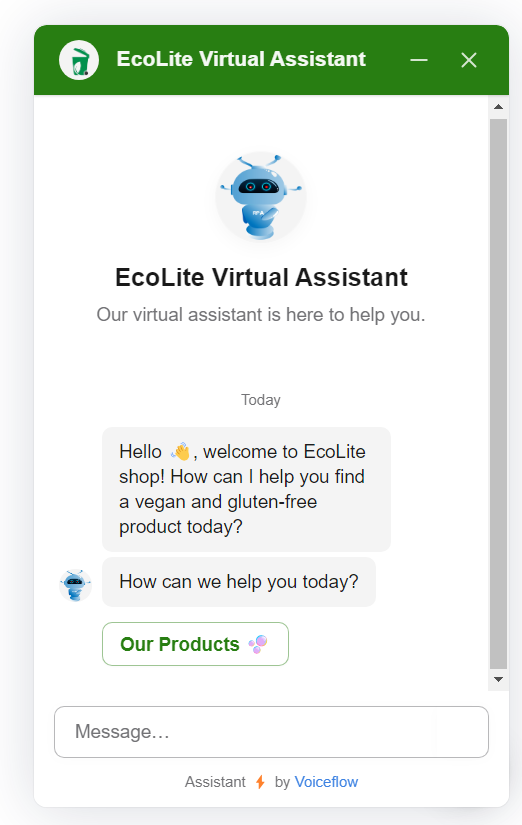 EcoLite Virtual Assistant
EcoLite Virtual Assistant
Our virtual assistant is here to help you.
Today
Hello 👋, welcome to EcoLite
shop! How can I help you find
a vegan and gluten-free
product today?
How can we help you today?
Our Products
Message...
Assistant ⚡ by Voiceflow